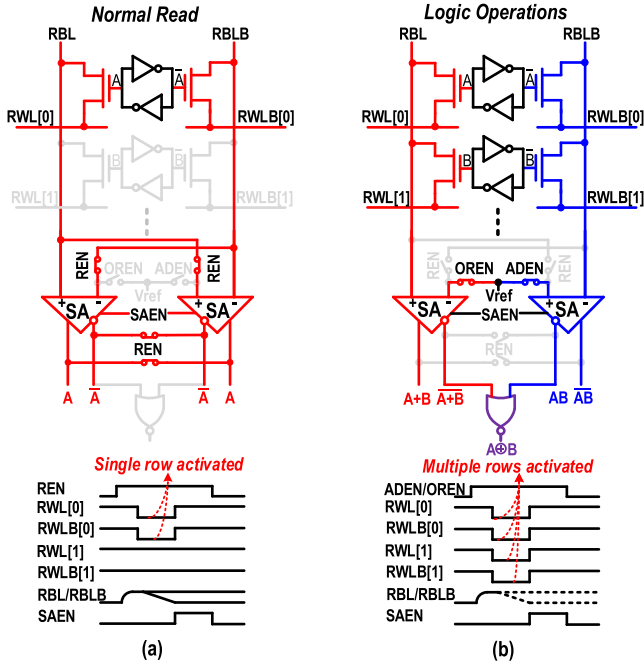 Normal Read
RBL RBLB
A A̅
RWL[0] RWLB[0]
B B̅
RWL[1] RWLB[1]
REN OREN ADEN REN
Vref
+ - + -
SA SA
SAEN
REN
A A̅ A̅ A
Single row activated
REN
RWL[0]
RWLB[0]
RWL[1]
RWLB[1]
RBL/RBLB
SAEN
(a)
Logic Operations
RBL RBLB
A A̅
RWL[0] RWLB[0]
B B̅
RWL[1] RWLB[1]
REN OREN ADEN REN
Vref
+ - + -
SA SA
SAEN
REN
A+B A̅+̅B̅ AB A̅B̅
A⊕B
Multiple rows activated
ADEN/OREN
RWL[0]
RWLB[0]
RWL[1]
RWLB[1]
RBL/RBLB
SAEN
(b)